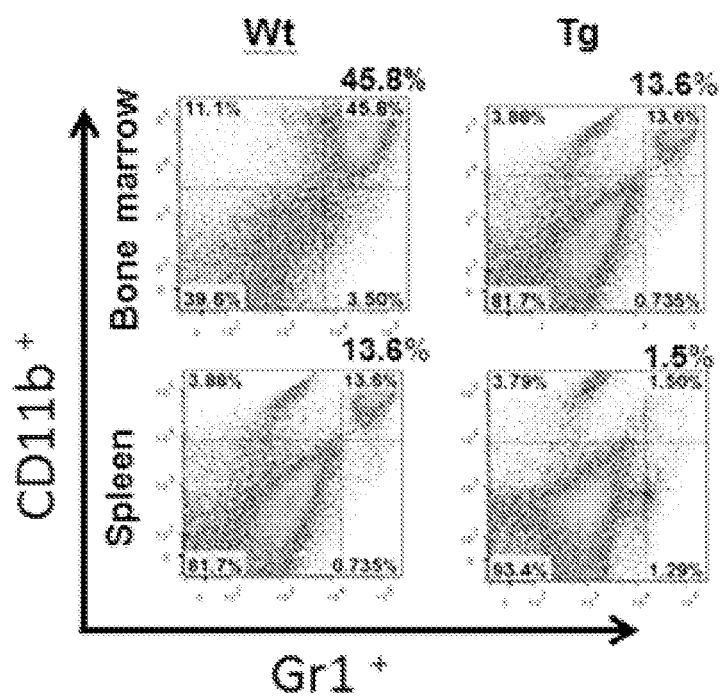 Wt Tg
45.8% 13.6%
11.1% 45.8% 3.88% 13.6%
Bone marrow
39.6% 3.50% 81.7% 0.735%
13.6% 1.5%
3.88% 13.6% 3.79% 1.50%
Spleen
81.7% 0.735% 93.4% 1.29%
CD11b +
Gr1 +